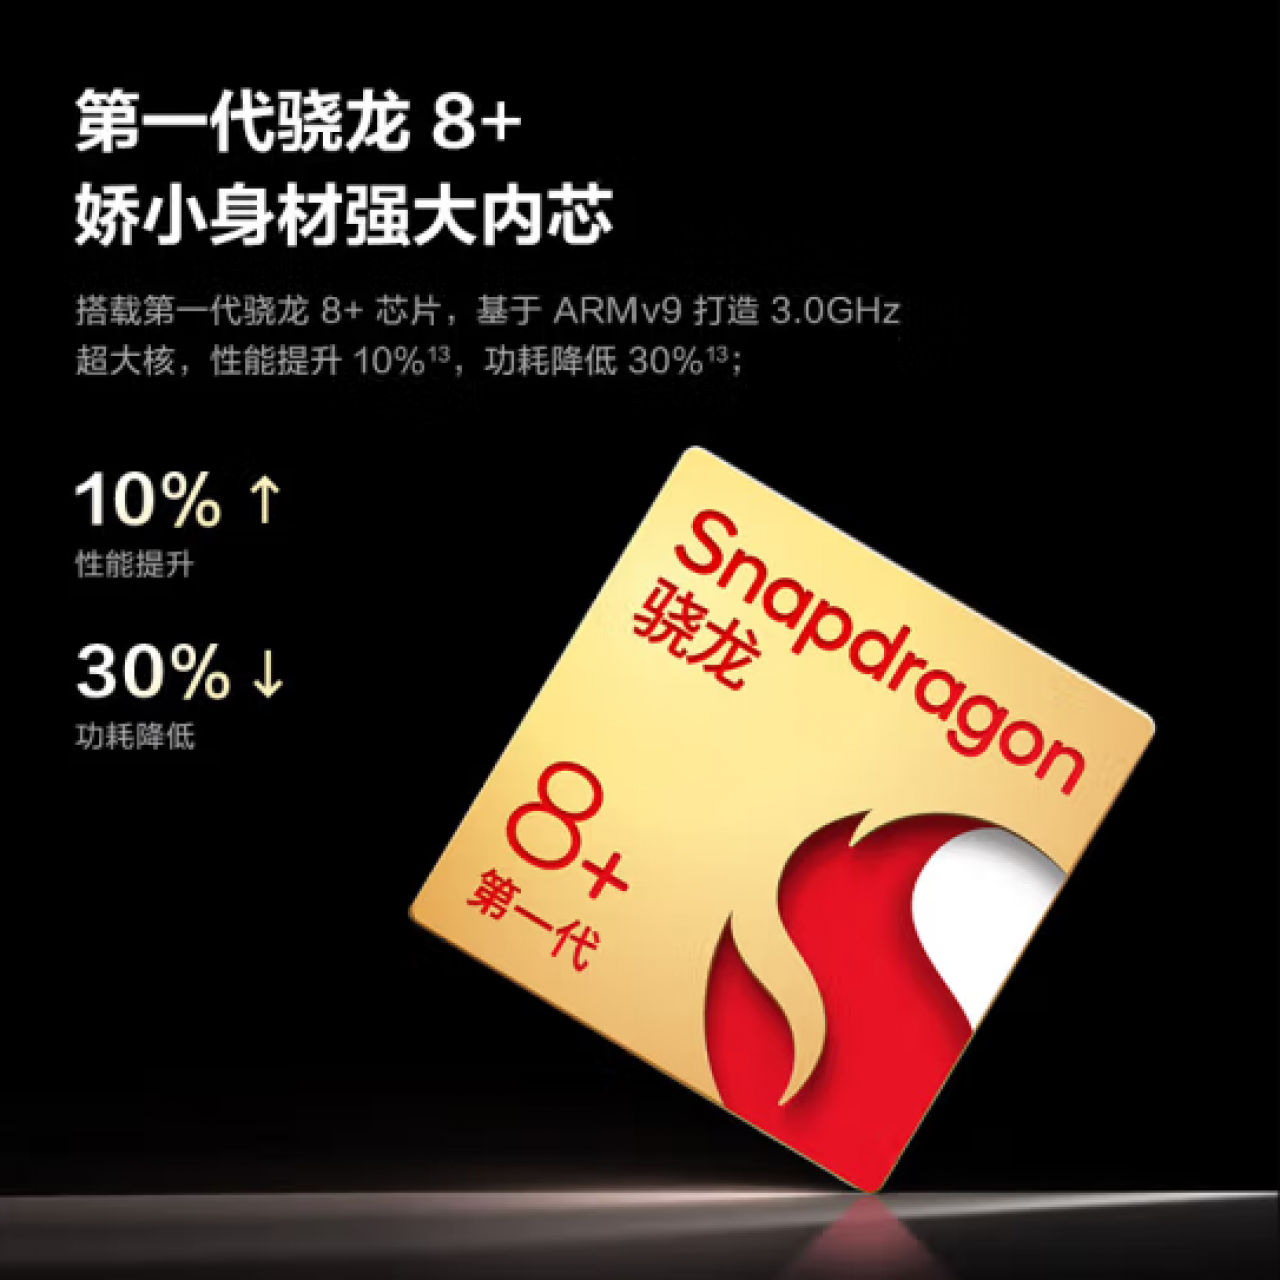 第一代骁龙 8+
娇小身材强大内芯
搭载第一代骁龙 8+ 芯片，基于 ARMv9 打造 3.0GHz
超大核，性能提升 10%¹³，功耗降低 30%¹³；
10% ↑
性能提升
30% ↓
功耗降低
Snapdragon
骁龙
8+
第一代